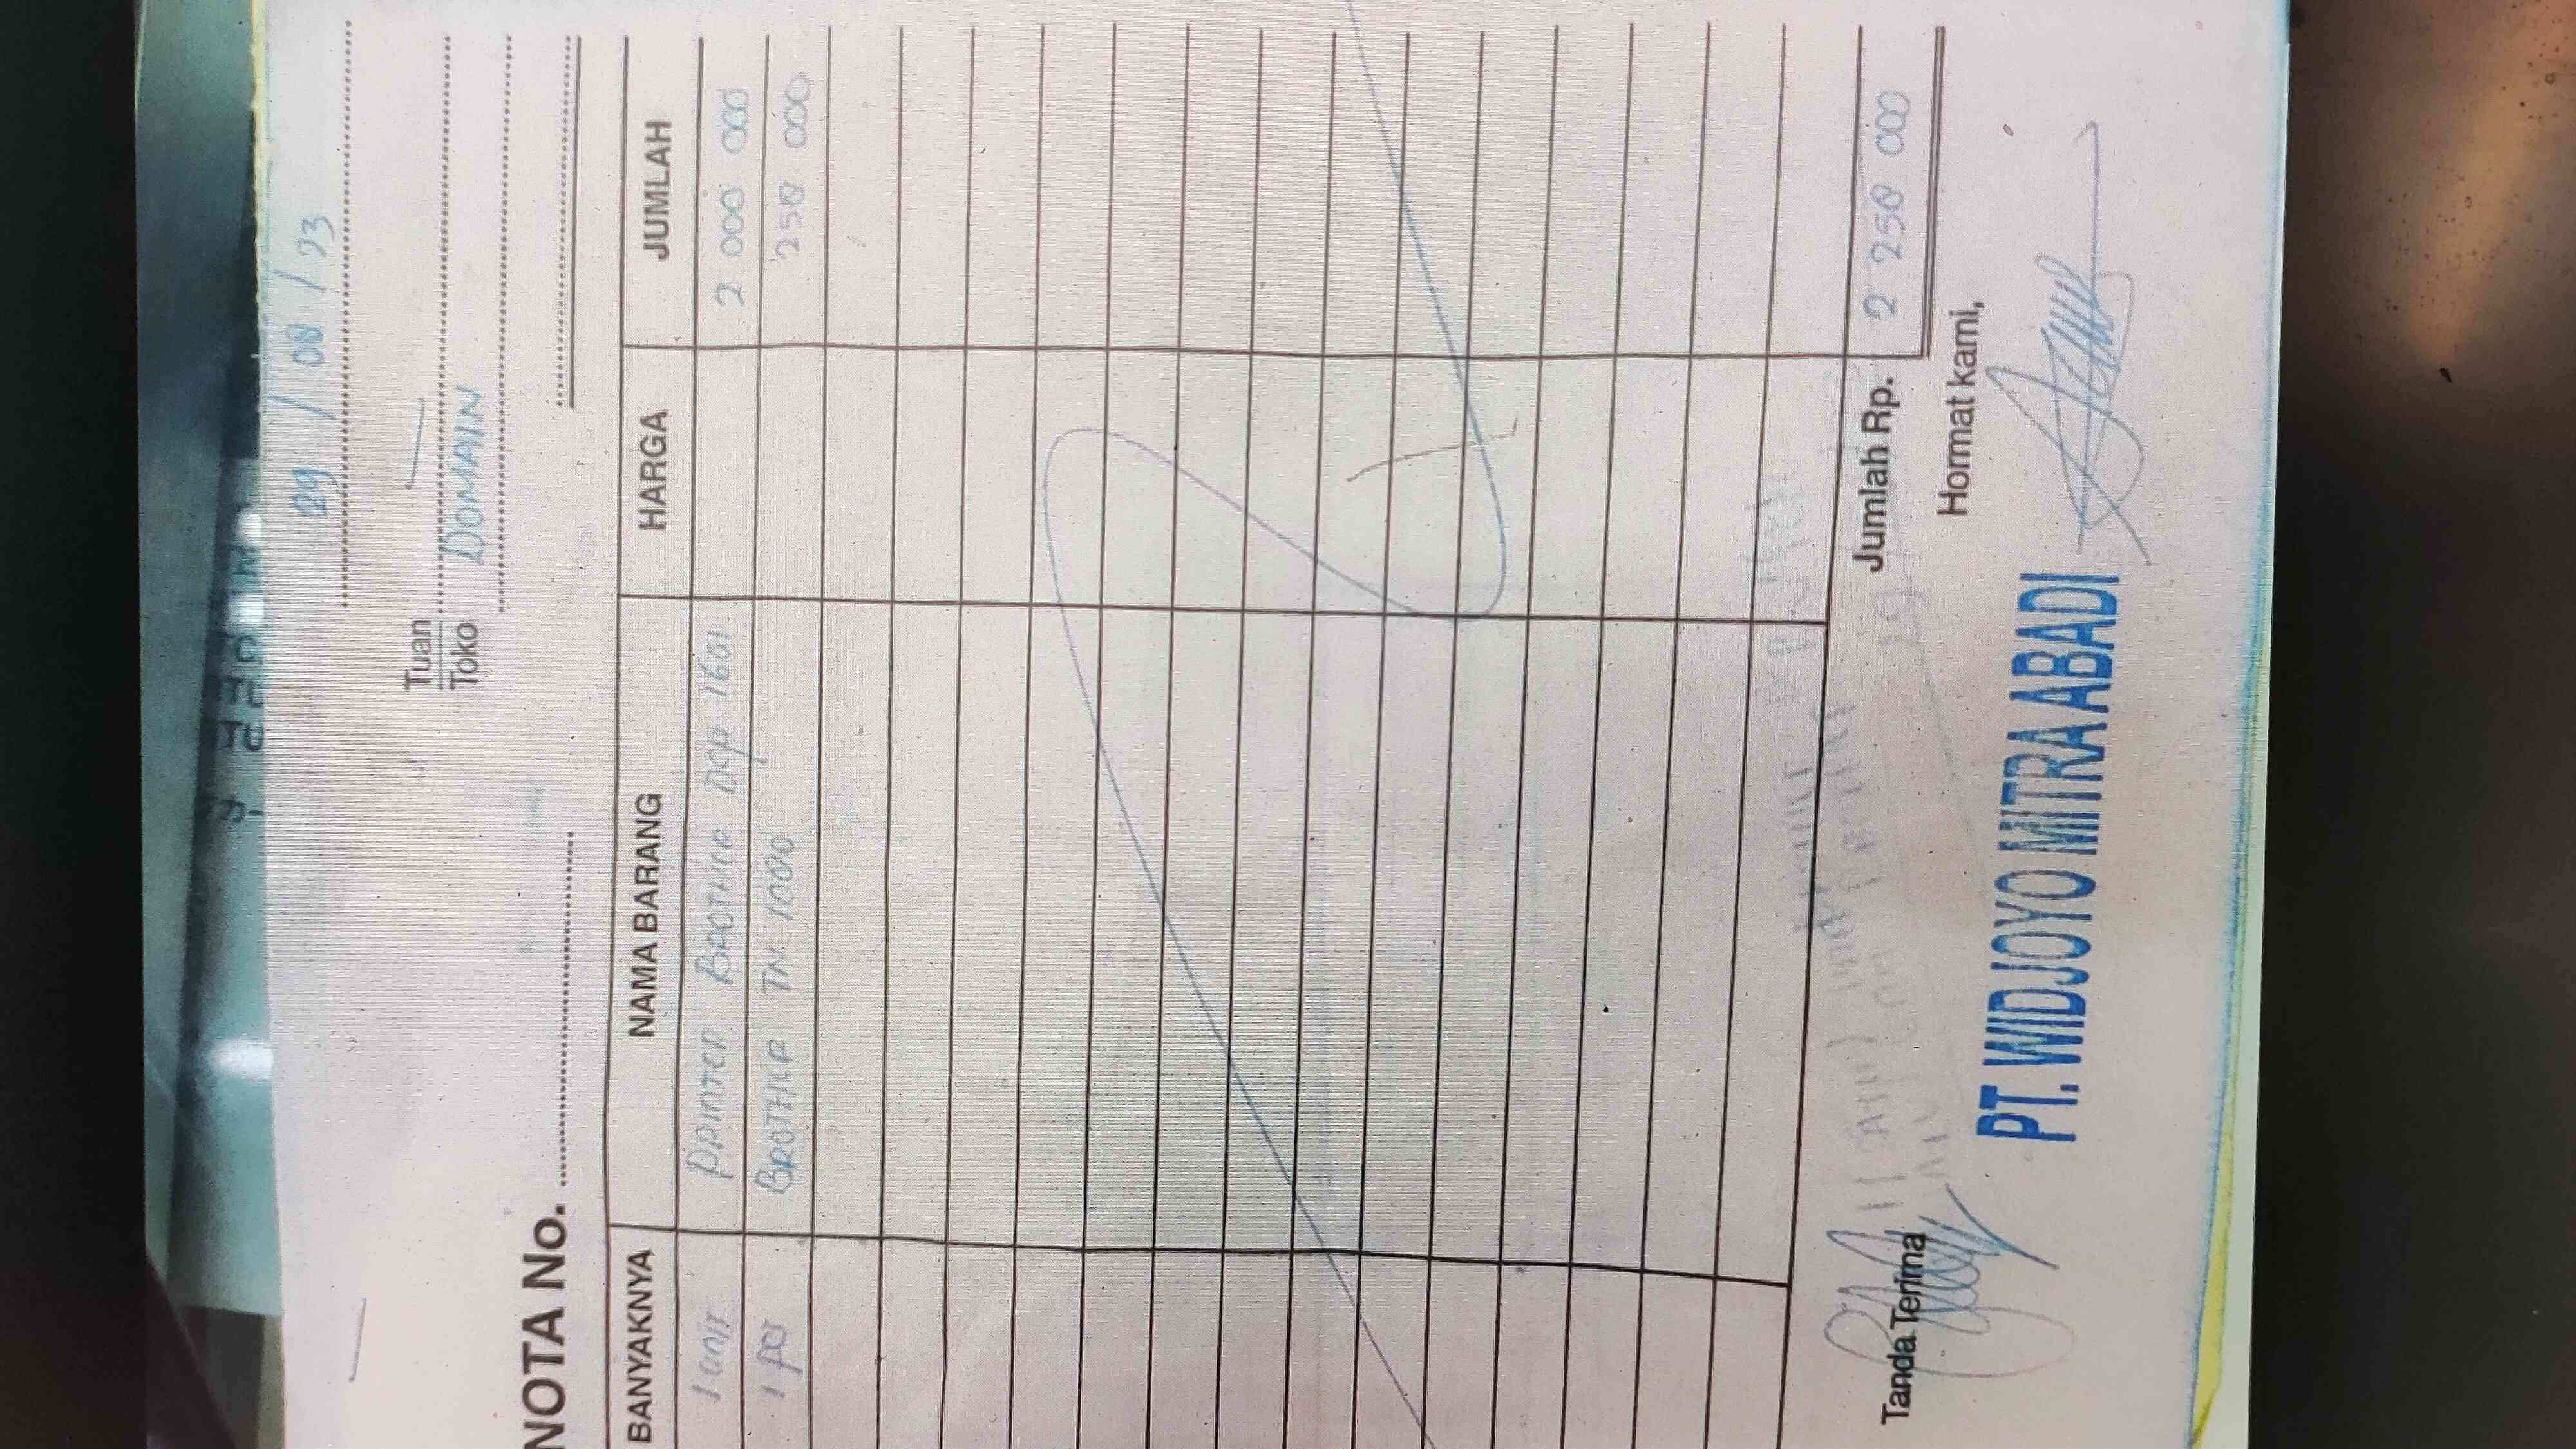 29 / 08 / 23
Tuan
Toko DOMAIN
NOTA No.
BANYAKNYA NAMA BARANG HARGA JUMLAH
1 unit PRINTER BROTHER DCP 1601 2.000 000
1 pcs BROTHER TN 1000 250 000
Jumlah Rp. 2 250 000
Tanda Terima Hormat kami,
PT. WIDJOYO MITRA ABADI